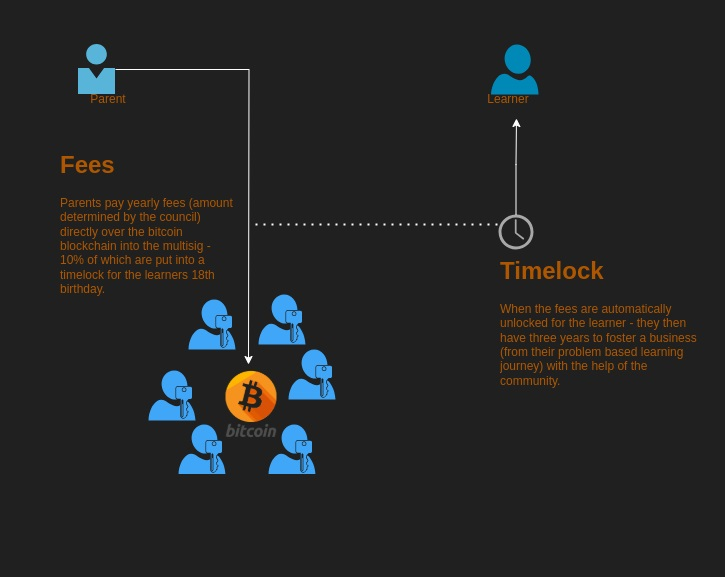 Parent
Learner
Fees
Parents pay yearly fees (amount
determined by the council)
directly over the bitcoin
blockchain into the multisig -
10% of which are put into a
timelock for the learners 18th
birthday.
Timelock
When the fees are automatically
unlocked for the learner - they then
have three years to foster a business
(from their problem based learning
journey) with the help of the
community.
bitcoin